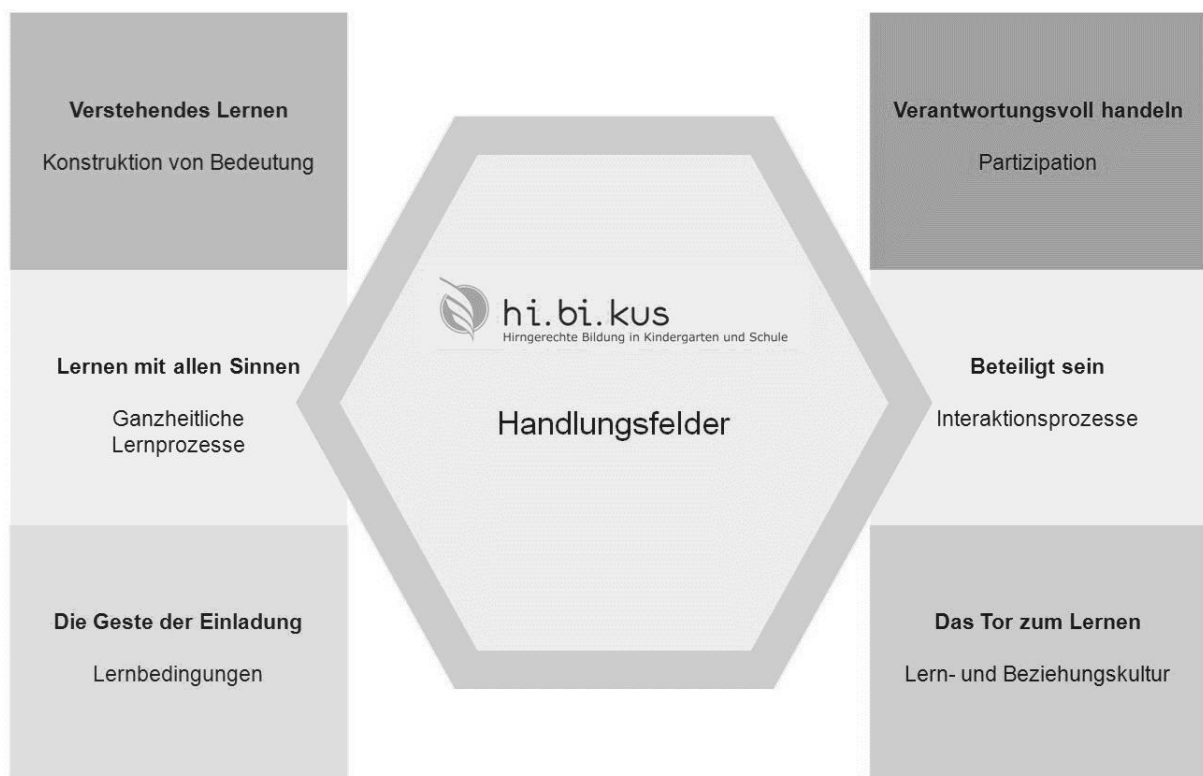 Verstehendes Lernen
Konstruktion von Bedeutung
Lernen mit allen Sinnen
Ganzheitliche
Lernprozesse
Die Geste der Einladung
Lernbedingungen
hi.bi.kus
Hirngerechte Bildung in Kindergarten und Schule
Handlungsfelder
Verantwortungsvoll handeln
Partizipation
Beteiligt sein
Interaktionsprozesse
Das Tor zum Lernen
Lern- und Beziehungskultur